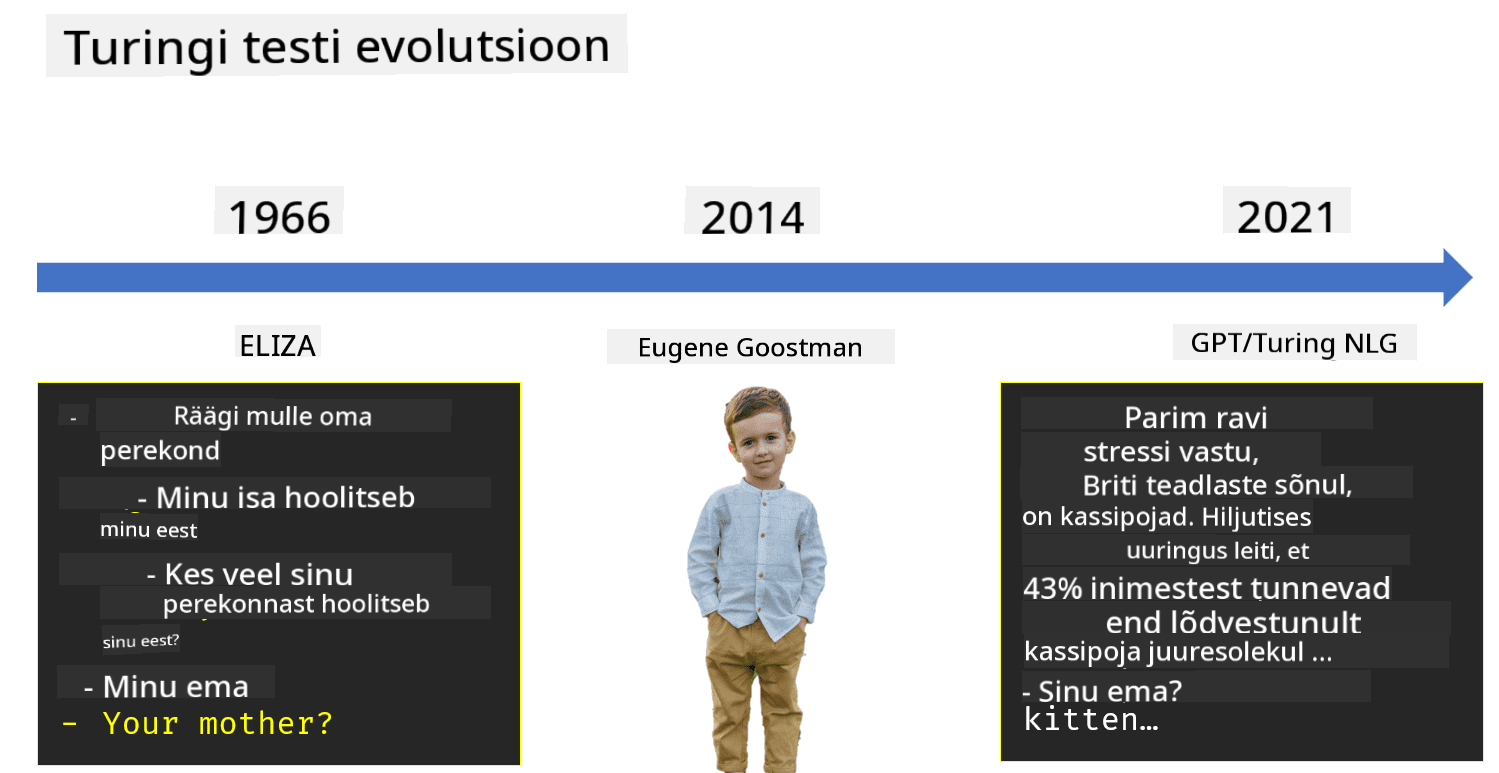 Turingi testi evolutsioon
1966
2014
2021
ELIZA
Eugene Goostman
GPT/Turing NLG
- Räägi mulle oma
perekond
- Minu isa hoolitseb
minu eest
- Kes veel sinu
perekonnast hoolitseb
sinu eest?
- Minu ema
- Your mother?
Parim ravi
stressi vastu,
Briti teadlaste sõnul,
on kassipojad. Hiljutises
uuringus leiti, et
43% inimestest tunnevad
end lõdvestunult
kassipoja juuresolekul ...
- Sinu ema?
kitten…